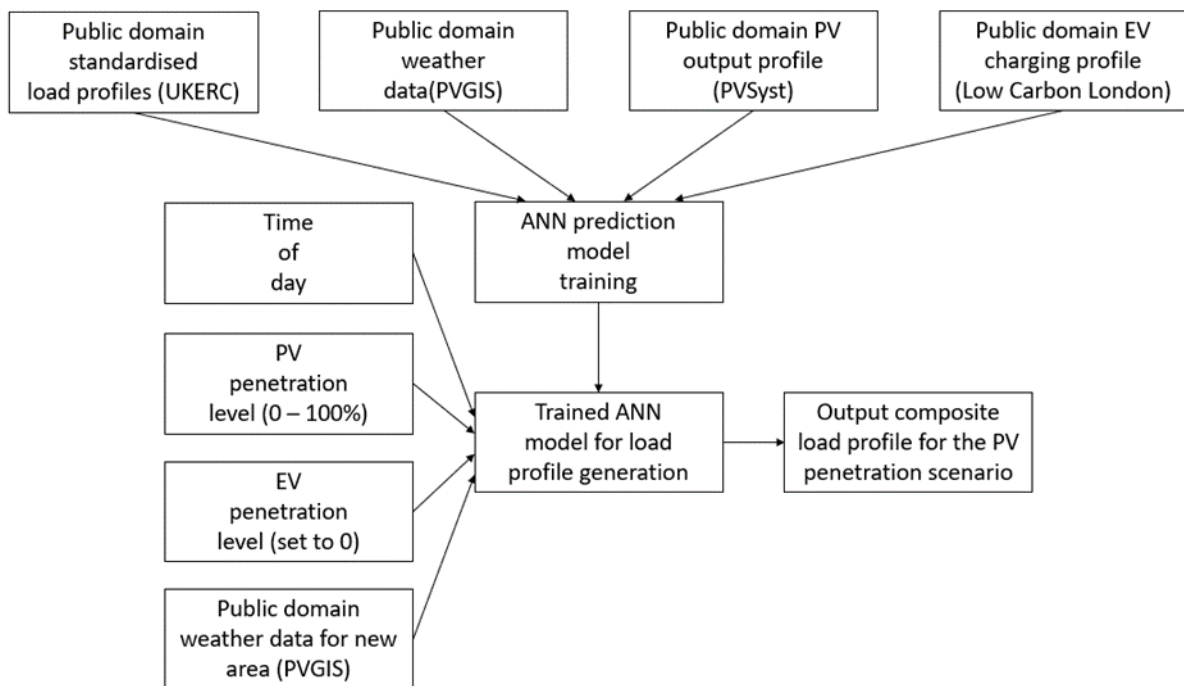 Public domain
standardised
load profiles (UKERC)
Public domain
weather
data(PVGIS)
Public domain PV
output profile
(PVSyst)
Public domain EV
charging profile
(Low Carbon London)
Time
of
day
ANN prediction
model
training
PV
penetration
level (0 – 100%)
EV
penetration
level (set to 0)
Trained ANN
model for load
profile generation
Output composite
load profile for the PV
penetration scenario
Public domain
weather data for new
area (PVGIS)